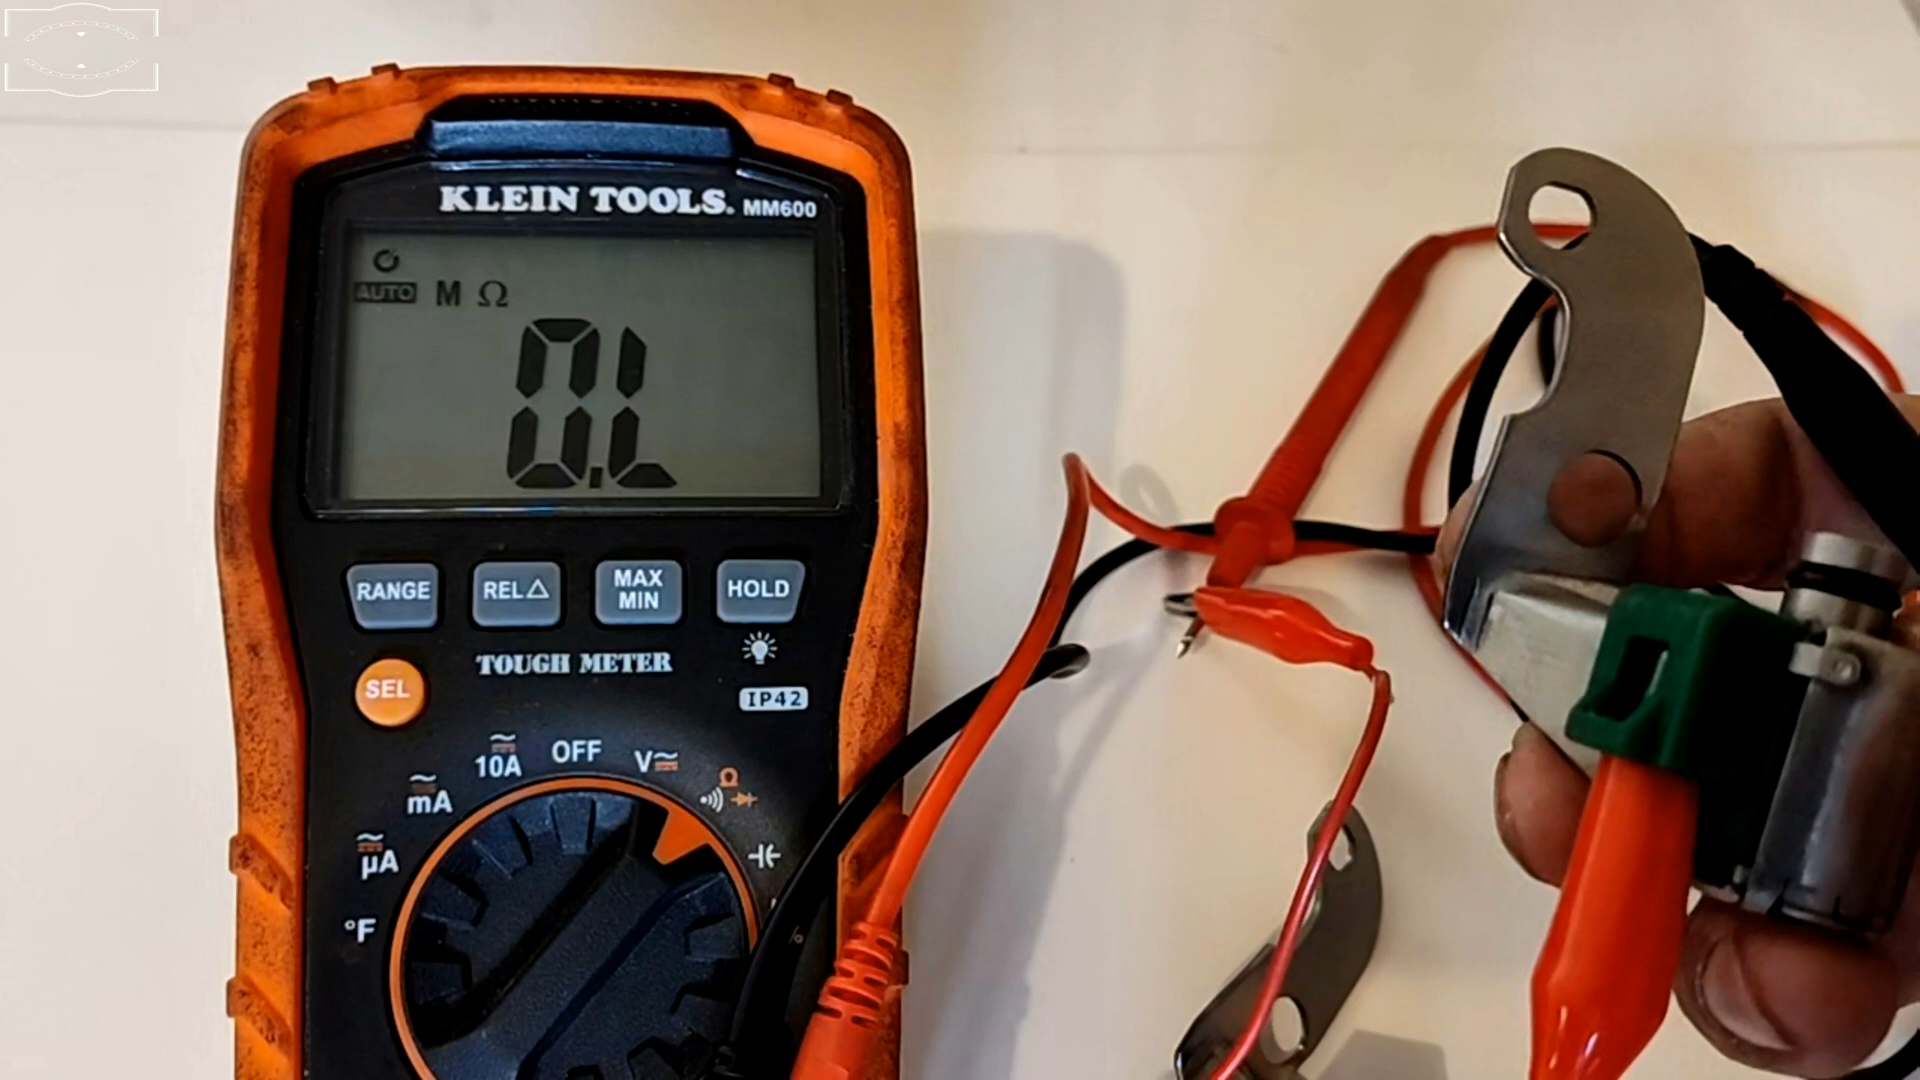 KLEIN TOOLS. MM600
AUTO M Ω
0.L
RANGE
REL△
MAX
MIN
HOLD
TOUGH METER
SEL
IP42
OFF
10A
V
Ω
mA
µA
°F